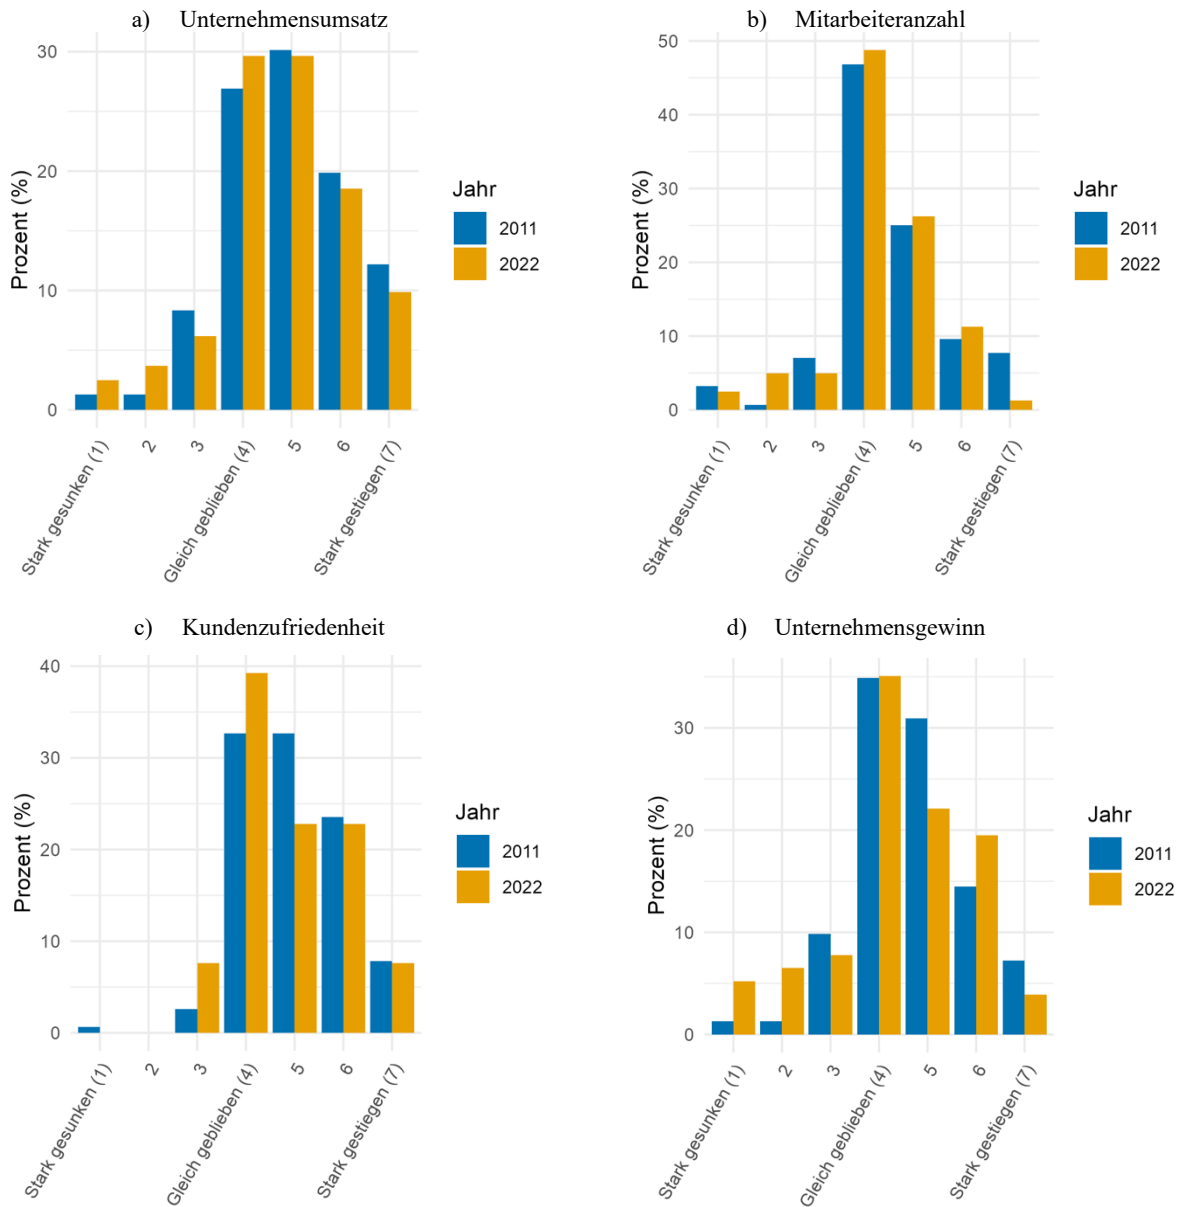 a) Unternehmensumsatz
30
20
10
0
Prozent (%)
Stark gesunken (1)
2
3
Gleich geblieben (4)
5
6
Stark gestiegen (7)
Jahr
2011
2022
b) Mitarbeiteranzahl
50
40
30
20
10
0
Prozent (%)
Stark gesunken (1)
2
3
Gleich geblieben (4)
5
6
Stark gestiegen (7)
Jahr
2011
2022
c) Kundenzufriedenheit
40
30
20
10
0
Prozent (%)
Stark gesunken (1)
2
3
Gleich geblieben (4)
5
6
Stark gestiegen (7)
Jahr
2011
2022
d) Unternehmensgewinn
30
20
10
0
Prozent (%)
Stark gesunken (1)
2
3
Gleich geblieben (4)
5
6
Stark gestiegen (7)
Jahr
2011
2022